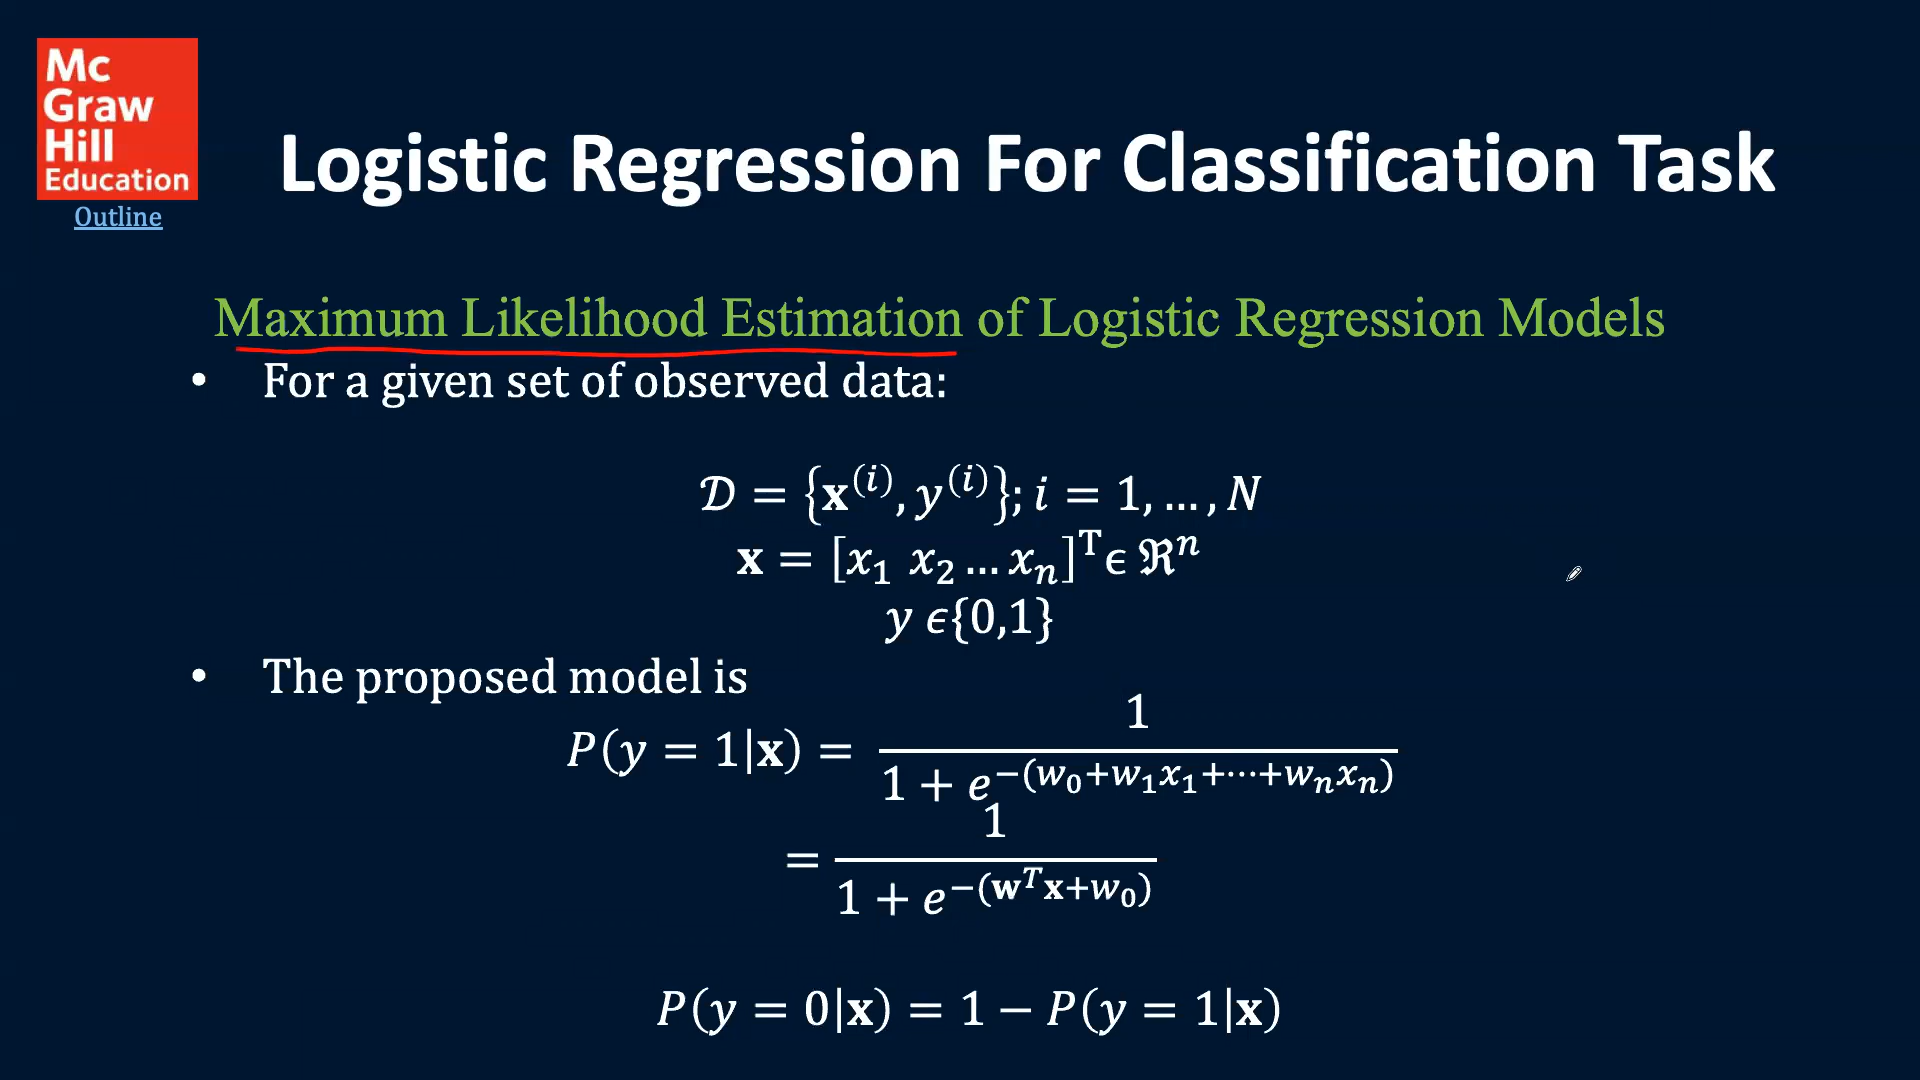 Mc
Graw
Hill
Education
Outline
Logistic Regression For Classification Task
Maximum Likelihood Estimation of Logistic Regression Models
• For a given set of observed data:
𝒟 = {𝐱⁽ⁱ⁾, y⁽ⁱ⁾}; i = 1, … , N
𝐱 = [x₁ x₂ … xₙ]ᵀϵ ℜⁿ
y ϵ{0,1}
• The proposed model is
P(y = 1|𝐱) = 1 / (1 + e^−(w₀+w₁x₁+⋯+wₙxₙ))
= 1 / (1 + e^−(𝐰ᵀ𝐱+w₀))
P(y = 0|𝐱) = 1 − P(y = 1|𝐱)